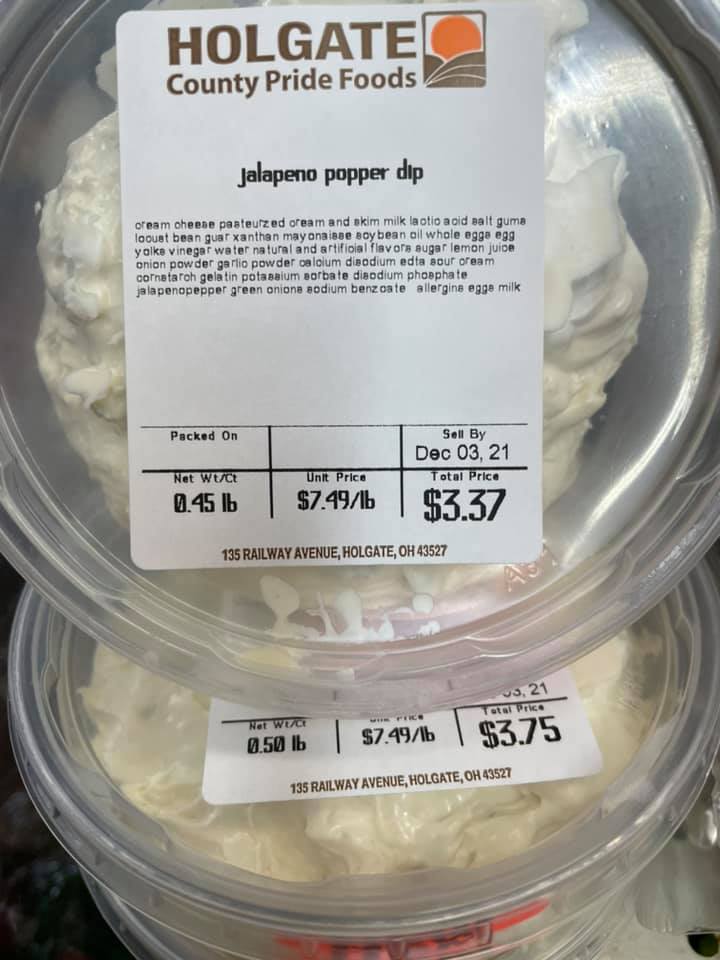 HOLGATE
County Pride Foods
Jalapeno popper dip
cream cheese pasteurzed cream and skim milk lactic acid salt gums
locust bean guar xanthan mayonaisse soybean oil whole eggs egg
yolks vinegar water natural and artificial flavors sugar lemon juice
onion powder garlic powder calcium disodium edta sour cream
cornstarch gelatin potassium sorbate disodium phosphate
jalapenopepper green onions sodium benzoate allergins eggs milk
Packed On Sell By
Dec 03, 21
Net Wt/Ct Unit Price Total Price
0.45 lb $7.49/lb $3.37
135 RAILWAY AVENUE, HOLGATE, OH 43527
03, 21
Net Wt/Ct Price Total Price
0.50 lb $7.49/lb $3.75
135 RAILWAY AVENUE, HOLGATE, OH 43527